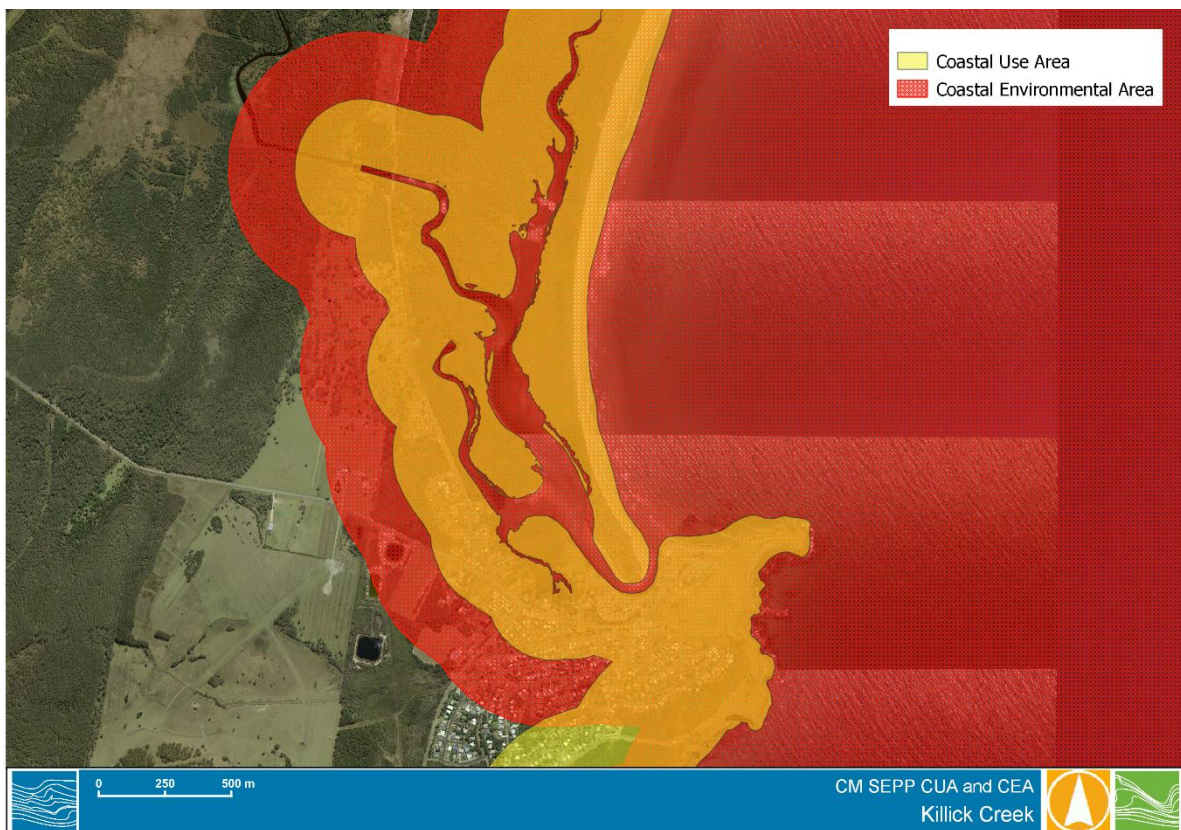 Coastal Use Area
Coastal Environmental Area
0 250 500 m
CM SEPP CUA and CEA
Killick Creek